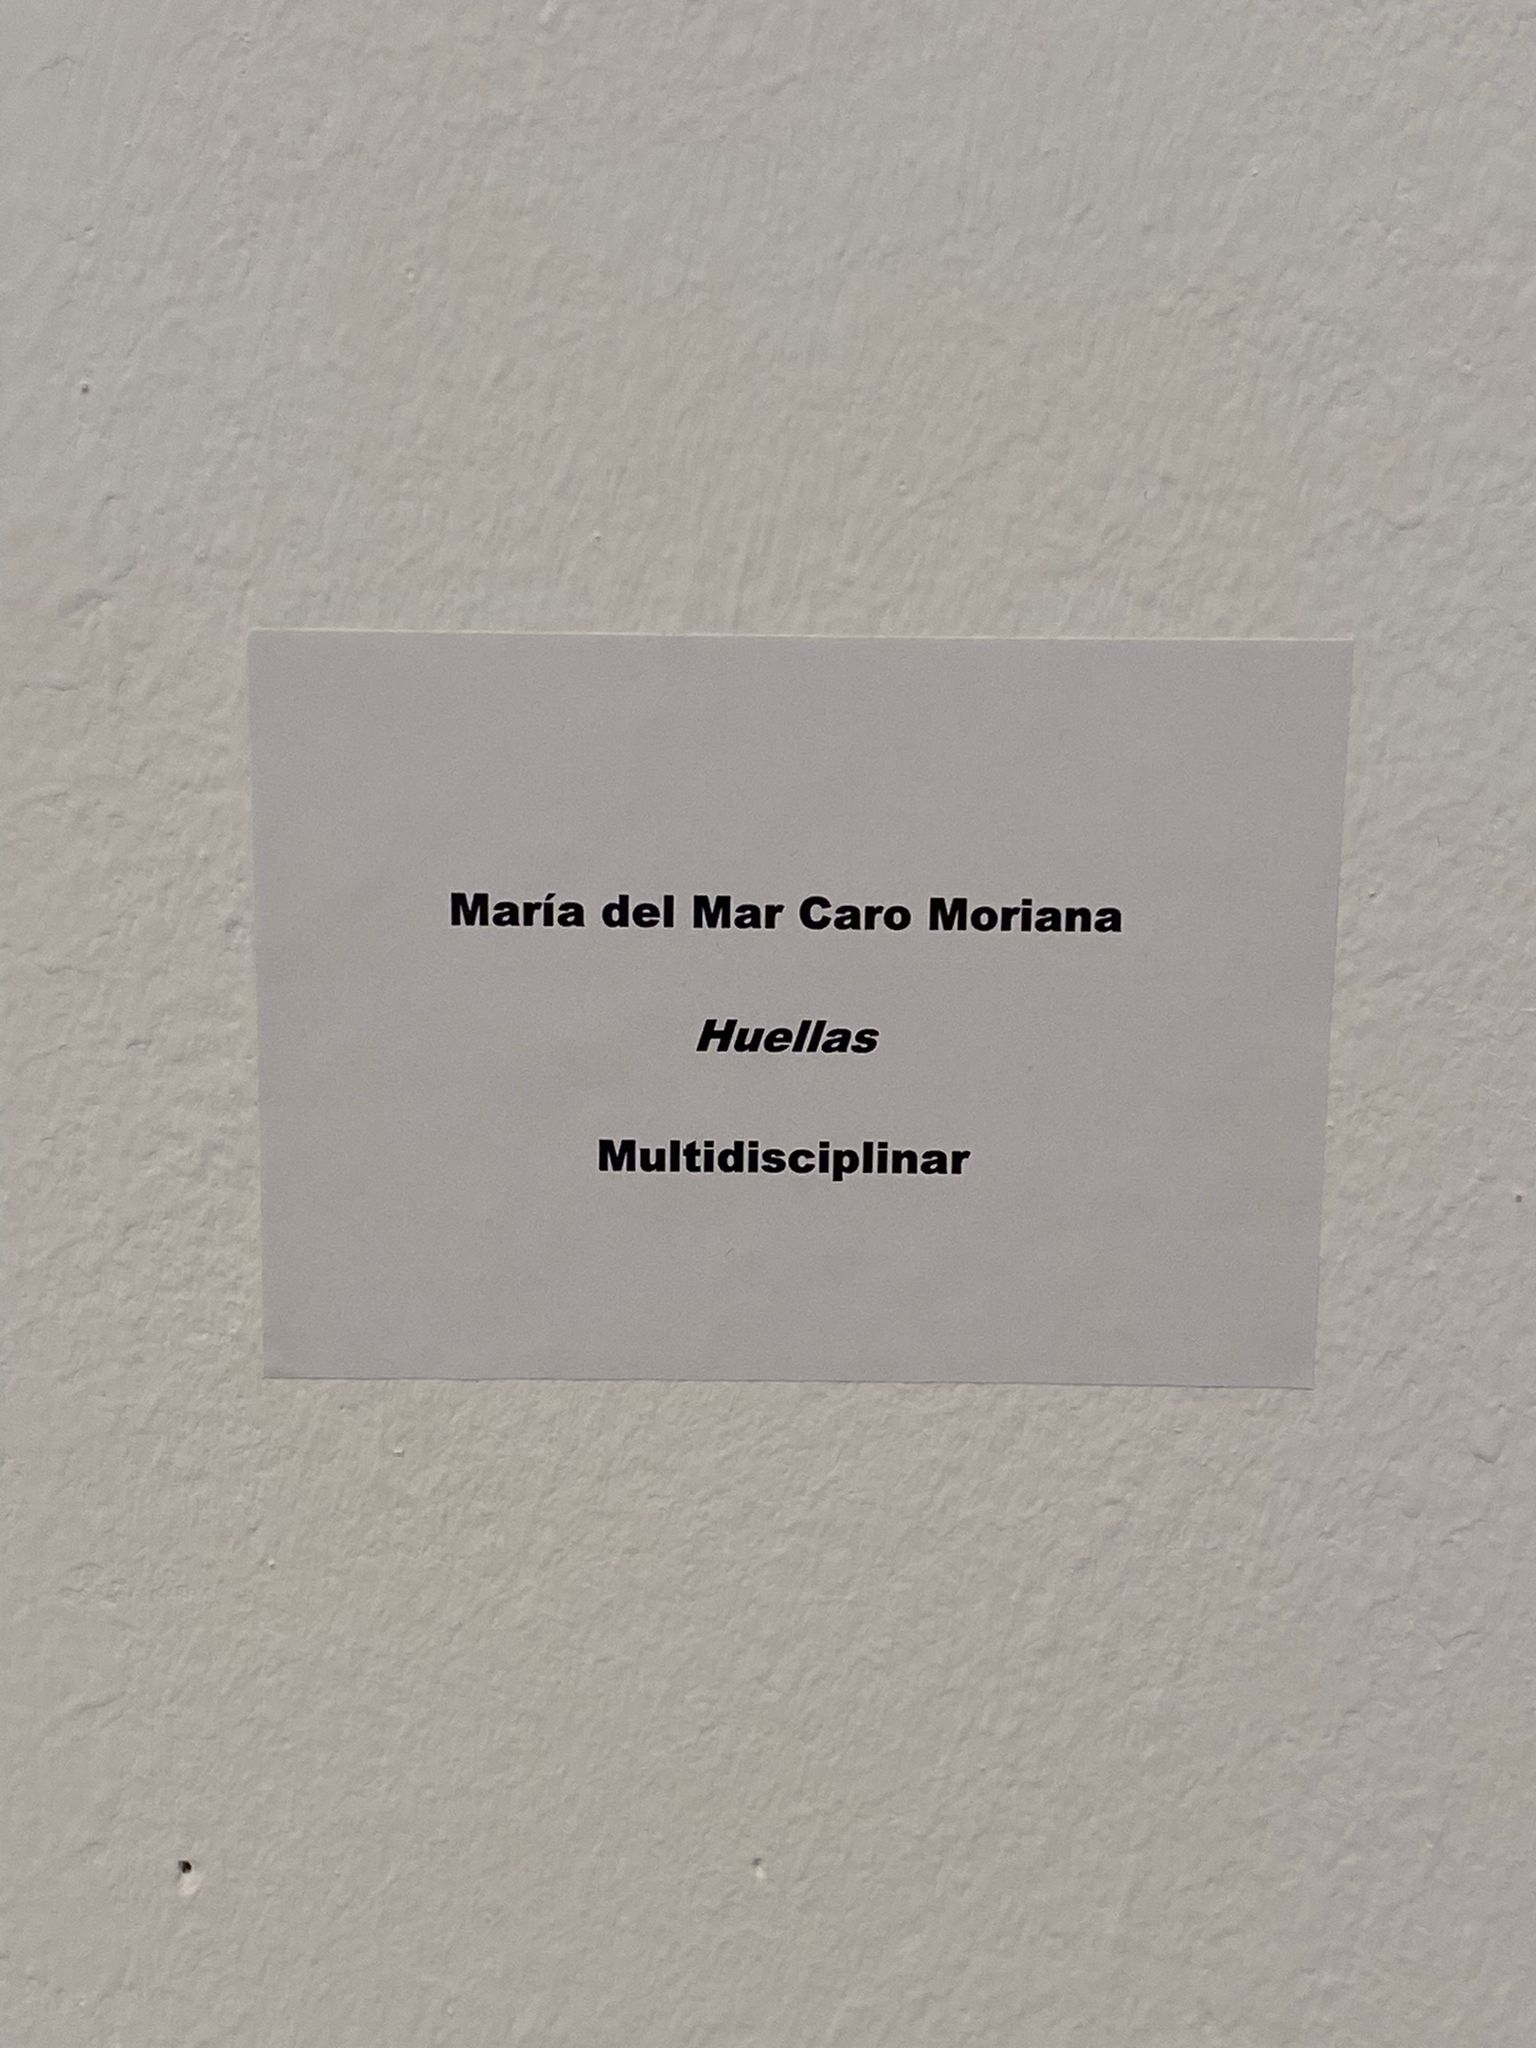 María del Mar Caro Moriana
Huellas
Multidisciplinar